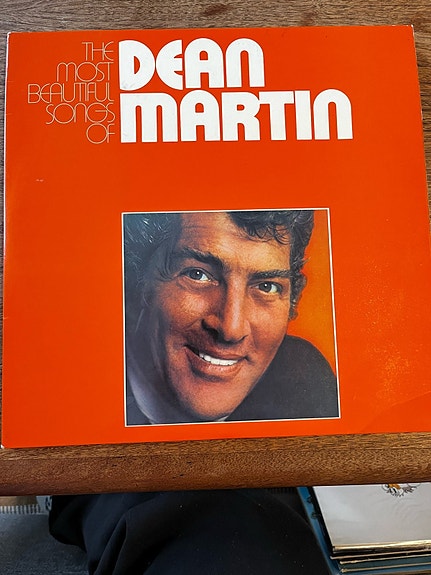 THE
MOST
BEAUTIFUL
SONGS
OF
DEAN
MARTIN